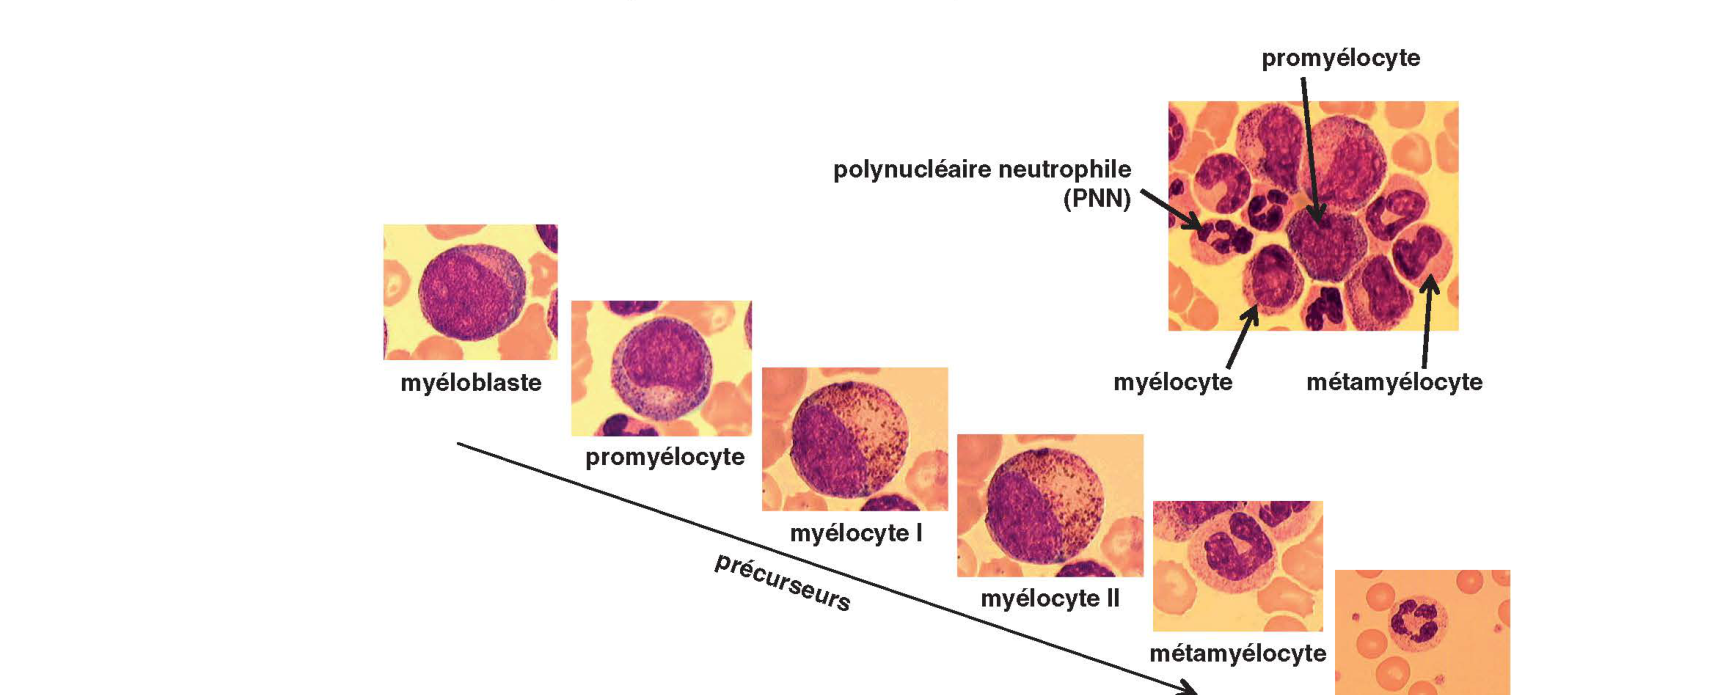 promyélocyte
polynucléaire neutrophile
(PNN)
myélocyte
métamyélocyte
myéloblaste
promyélocyte
myélocyte I
myélocyte II
métamyélocyte
précurseurs